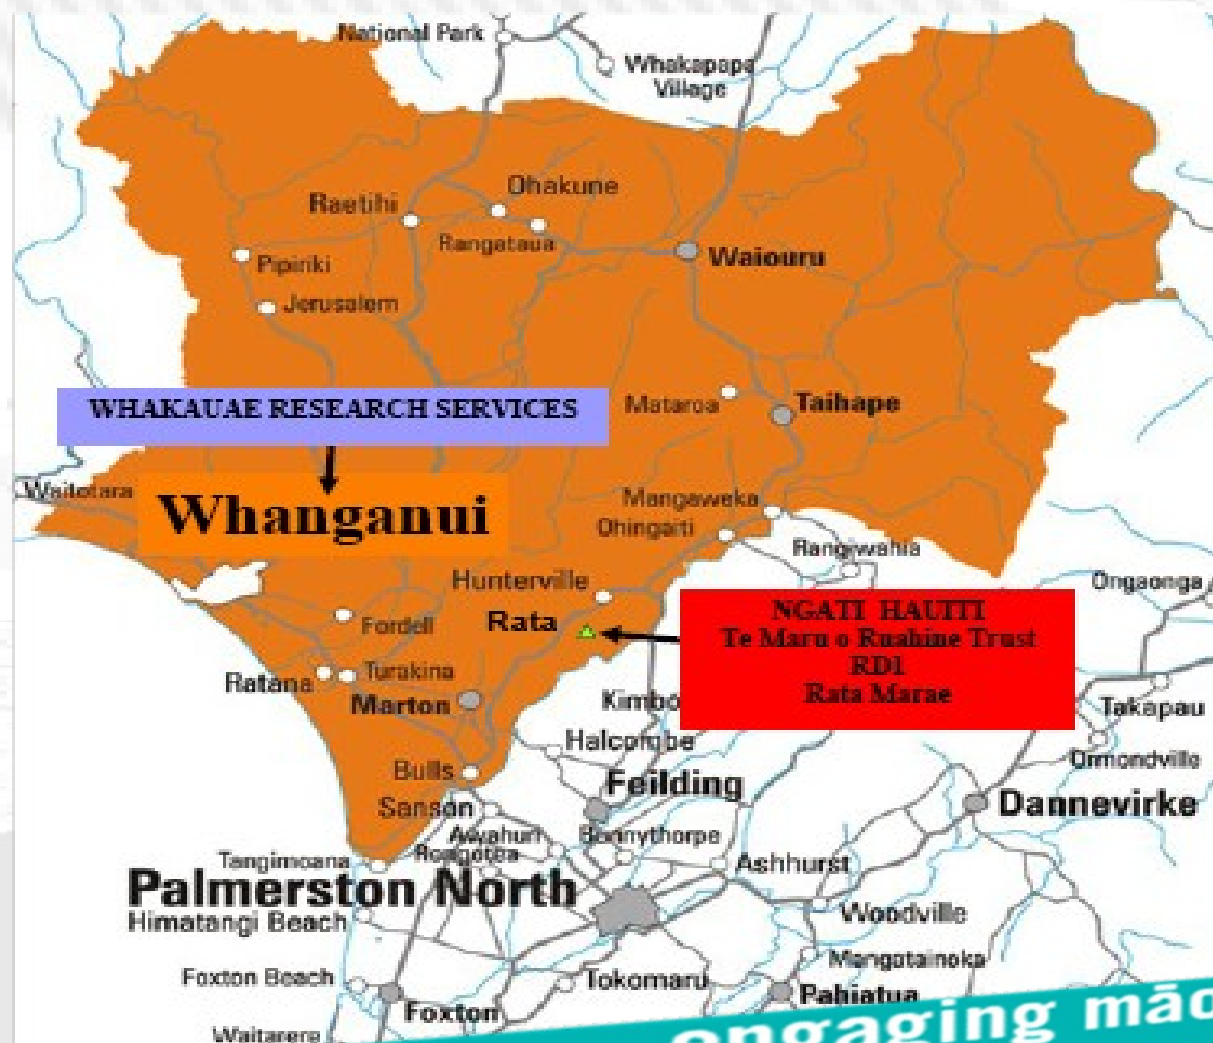 National Park
Whakapapa
Village
Ohakune
Raetihi
Rangataua
Waiouru
Pipiriki
Jerusalem
WHAKAUAE RESEARCH SERVICES
Mataroa
Taihape
Waitotara
Whanganui
Mangaweka
Ohingaiti
Rangiwahia
Hunterville
Ongaonga
Rata
NGATI HAUITI
Te Maru o Ruahine Trust
RD1
Rata Marae
Fordell
Ratana
Turakina
Marton
Kimbo
Takapau
Halcombe
Ormondville
Bulls
Feilding
Sanson
Dannevirke
Awahuri
Bunnythorpe
Rongotea
Tangimoana
Ashhurst
Palmerston North
Himatangi Beach
Woodville
Mangatainoka
Foxton Beach
Tokomaru
Pahiatua
Foxton
Waitarere
engaging māo